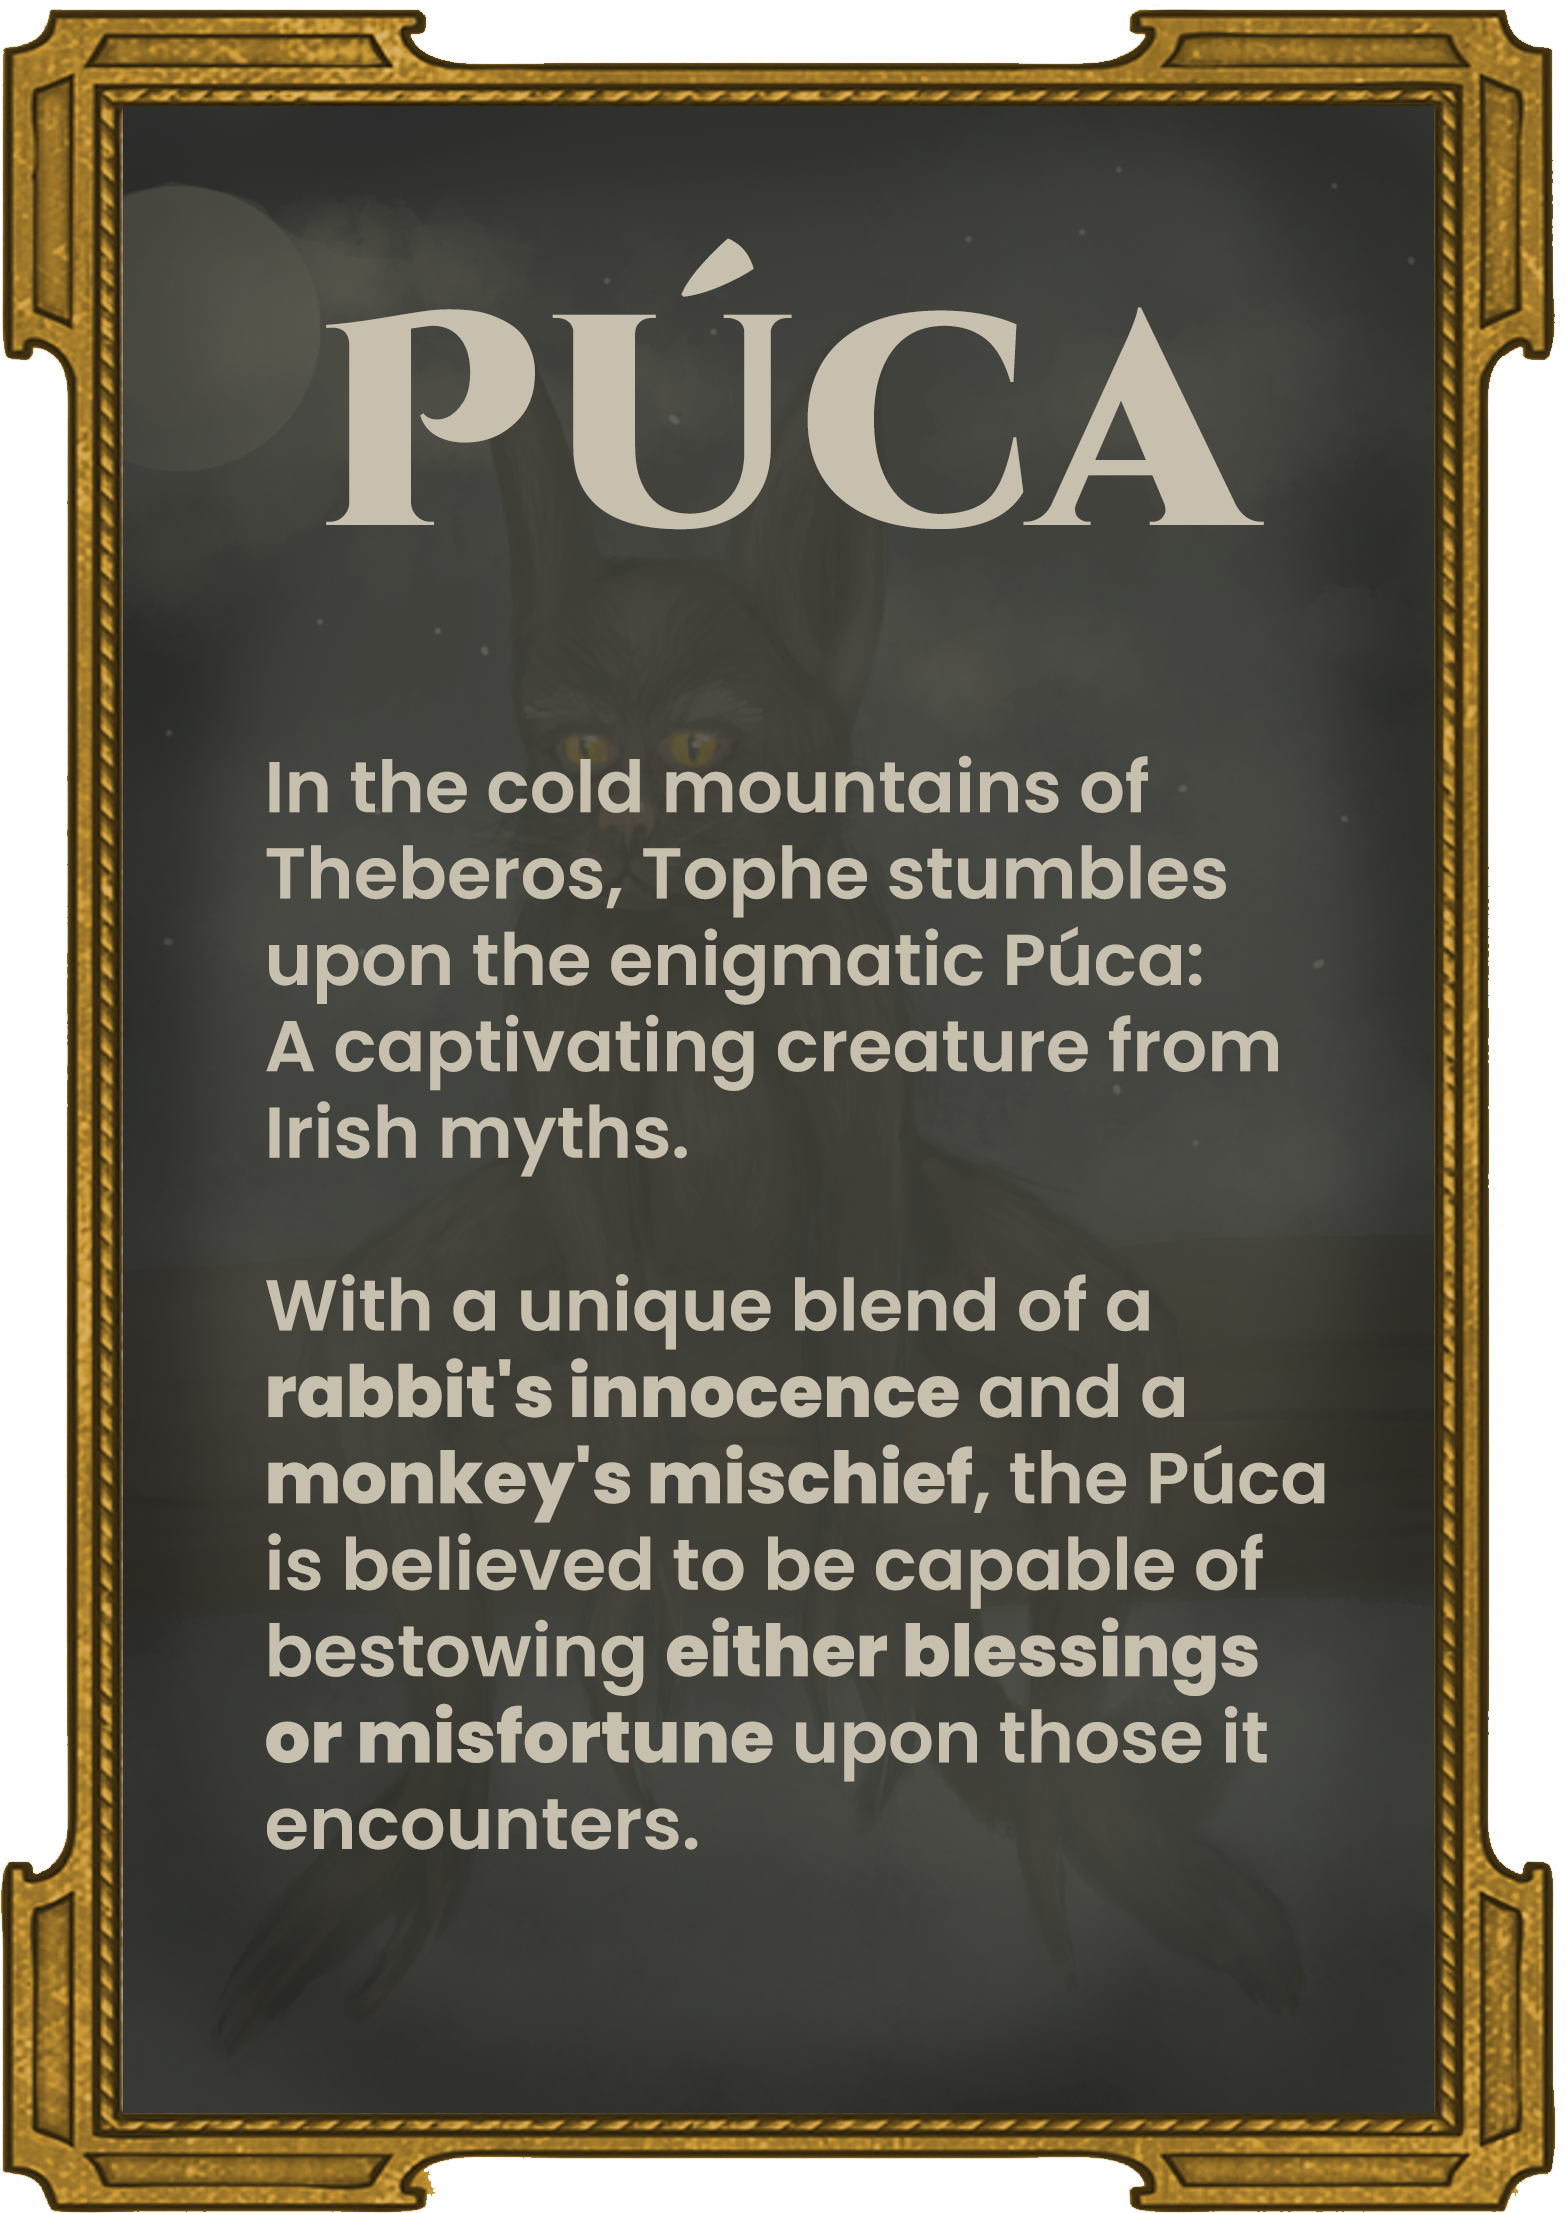 PÚCA
In the cold mountains of
Theberos, Tophe stumbles
upon the enigmatic Púca:
A captivating creature from
Irish myths.
With a unique blend of a
rabbit's innocence and a
monkey's mischief, the Púca
is believed to be capable of
bestowing either blessings
or misfortune upon those it
encounters.